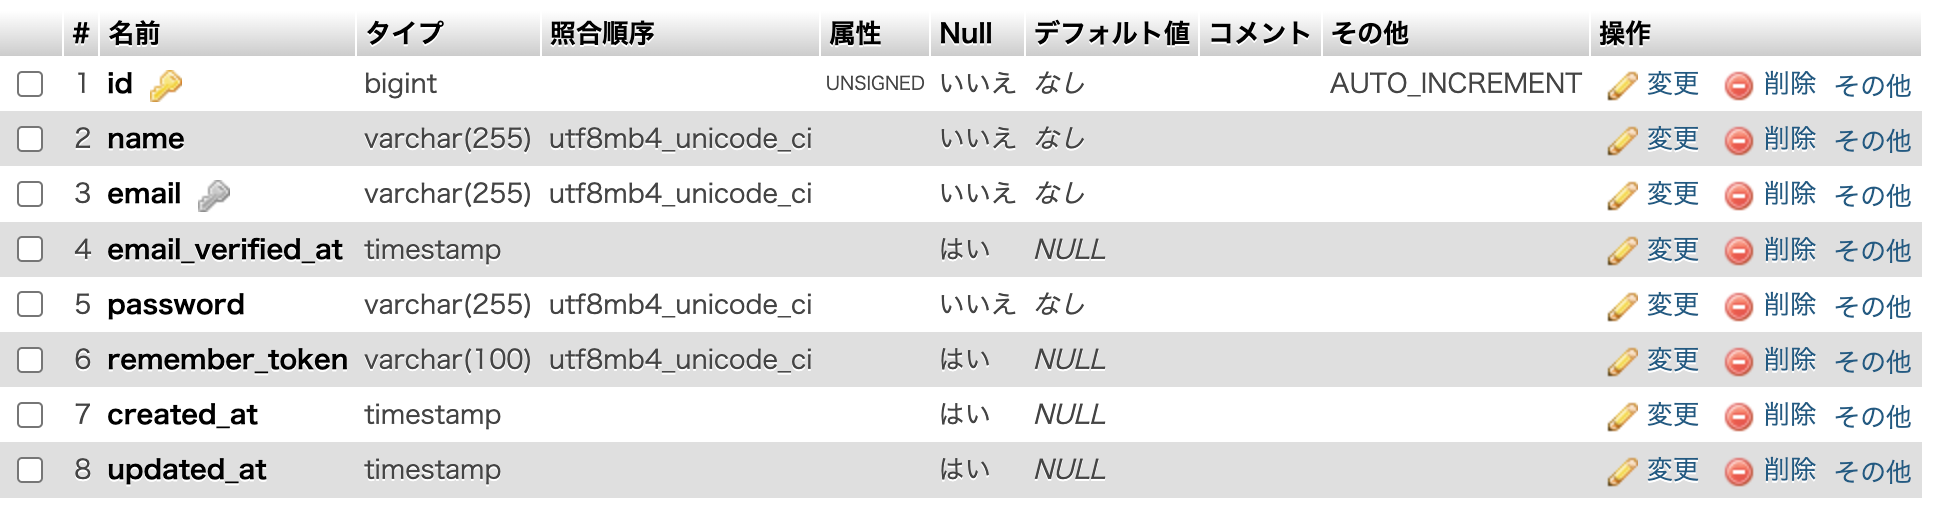 # 名前 タイプ 照合順序 属性 Null デフォルト値 コメント その他 操作
1 id bigint UNSIGNED いいえ なし AUTO_INCREMENT 変更 削除 その他
2 name varchar(255) utf8mb4_unicode_ci いいえ なし 変更 削除 その他
3 email varchar(255) utf8mb4_unicode_ci いいえ なし 変更 削除 その他
4 email_verified_at timestamp はい NULL 変更 削除 その他
5 password varchar(255) utf8mb4_unicode_ci いいえ なし 変更 削除 その他
6 remember_token varchar(100) utf8mb4_unicode_ci はい NULL 変更 削除 その他
7 created_at timestamp はい NULL 変更 削除 その他
8 updated_at timestamp はい NULL 変更 削除 その他